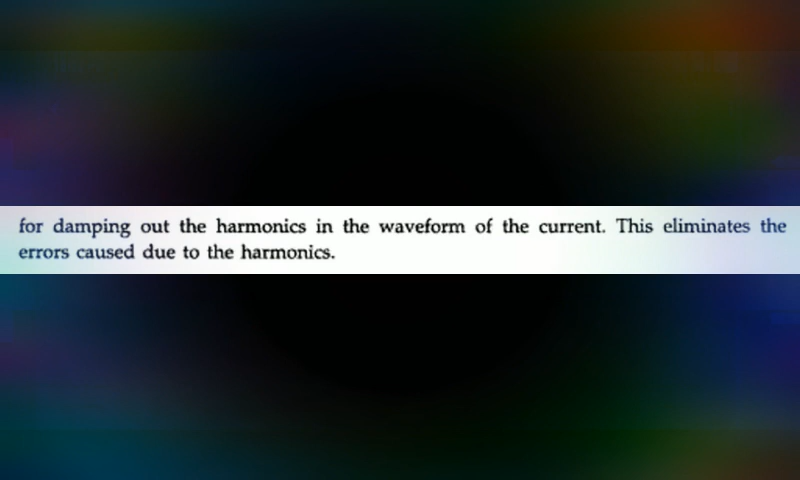 for damping out the harmonics in the waveform of the current. This eliminates the
errors caused due to the harmonics.